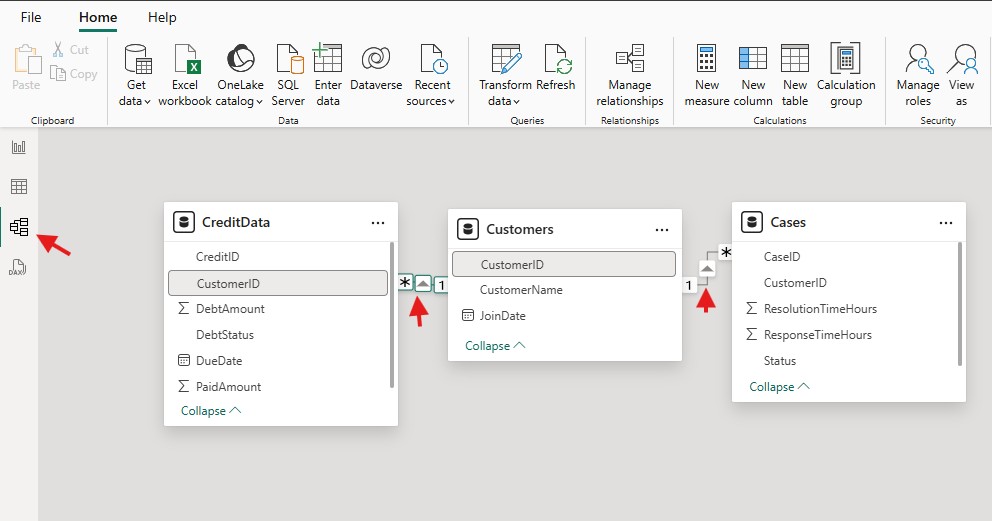 File Home Help
Paste
Cut
Copy
Clipboard
Get data
Excel workbook
OneLake catalog
SQL Server
Enter data
Dataverse
Recent sources
Data
Transform data
Refresh
Queries
Manage relationships
Relationships
New measure
New column
New table
Calculation group
Calculations
Manage roles
View as
Security
DAX
CreditData ...
CreditID
CustomerID
Σ DebtAmount
DebtStatus
DueDate
Σ PaidAmount
Collapse
* 1
Customers ...
CustomerID
CustomerName
JoinDate
Collapse
1 *
Cases ...
CaseID
CustomerID
Σ ResolutionTimeHours
Σ ResponseTimeHours
Status
Collapse